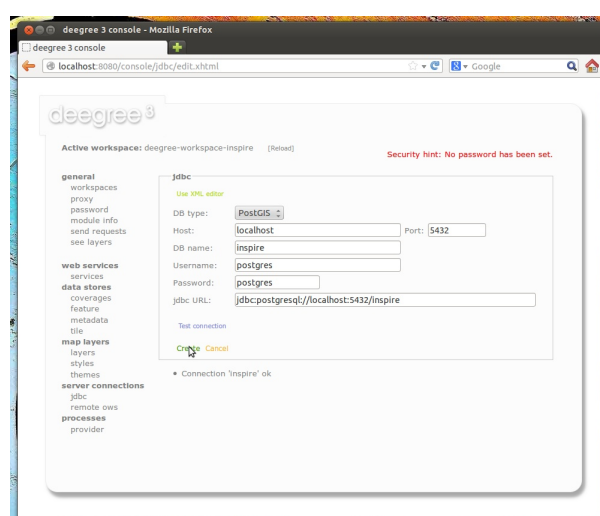 deegree 3 console - Mozilla Firefox
deegree 3 console
localhost:8080/console/jdbc/edit.xhtml
Google
deegree 3
Active workspace: deegree-workspace-inspire [Reload]
Security hint: No password has been set.
general
workspaces
proxy
password
module info
send requests
see layers
web services
services
data stores
coverages
feature
metadata
tile
map layers
layers
styles
themes
server connections
jdbc
remote ows
processes
provider
jdbc
Use XML editor
DB type: PostGIS
Host: localhost Port: 5432
DB name: inspire
Username: postgres
Password: postgres
jdbc URL: jdbc:postgresql://localhost:5432/inspire
Test connection
Create Cancel
• Connection 'inspire' ok